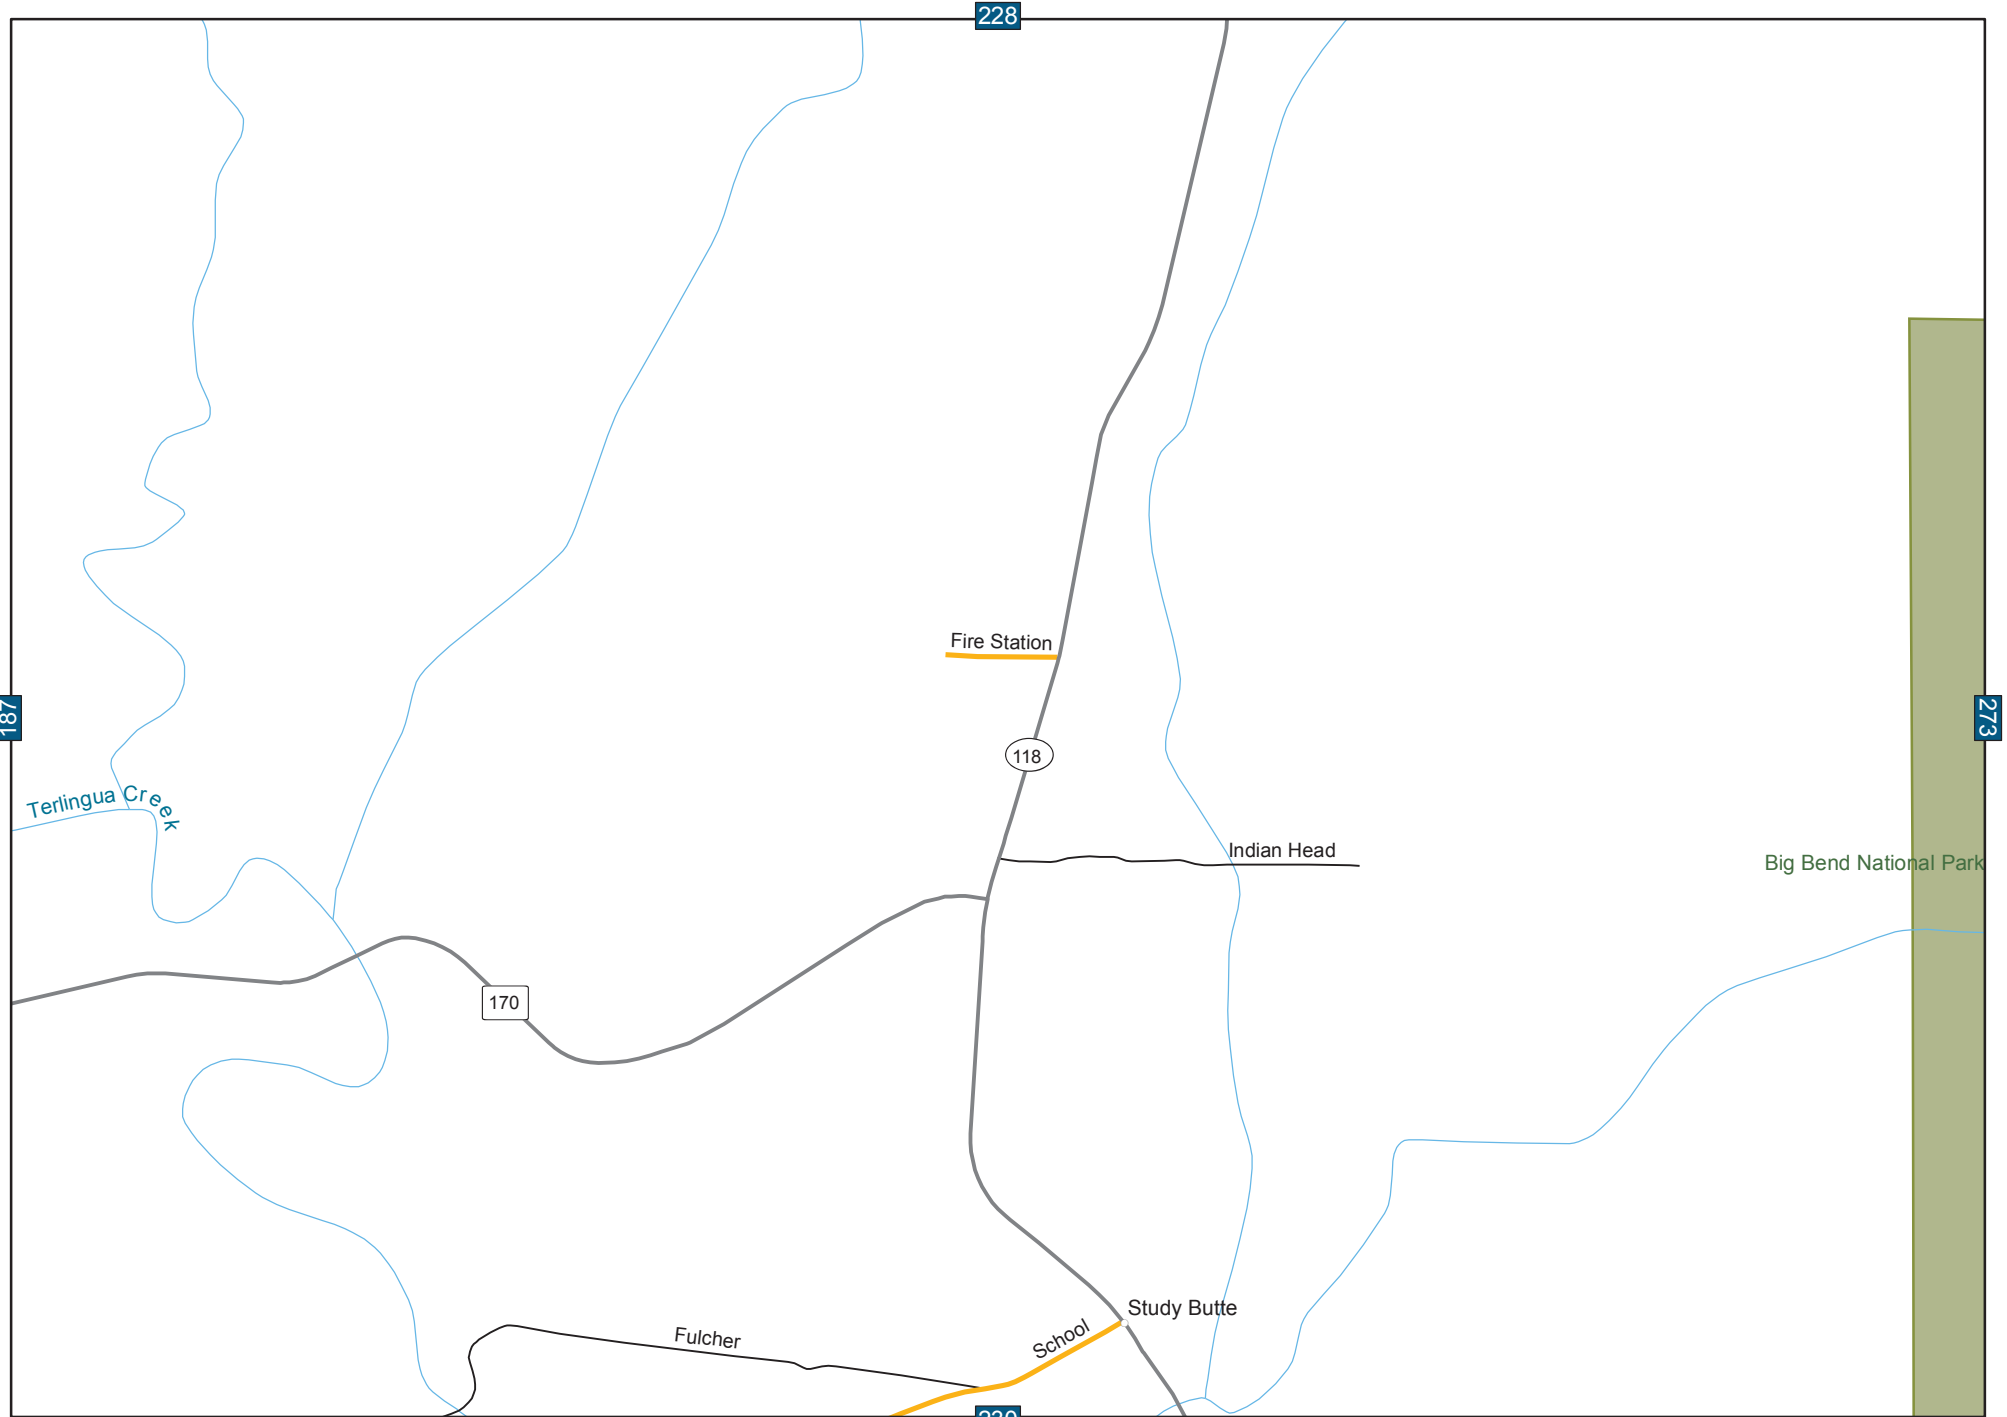 228
Fire Station
187
273
118
Terlingua Creek
Indian Head
Big Bend National Park
170
Study Butte
School
Fulcher